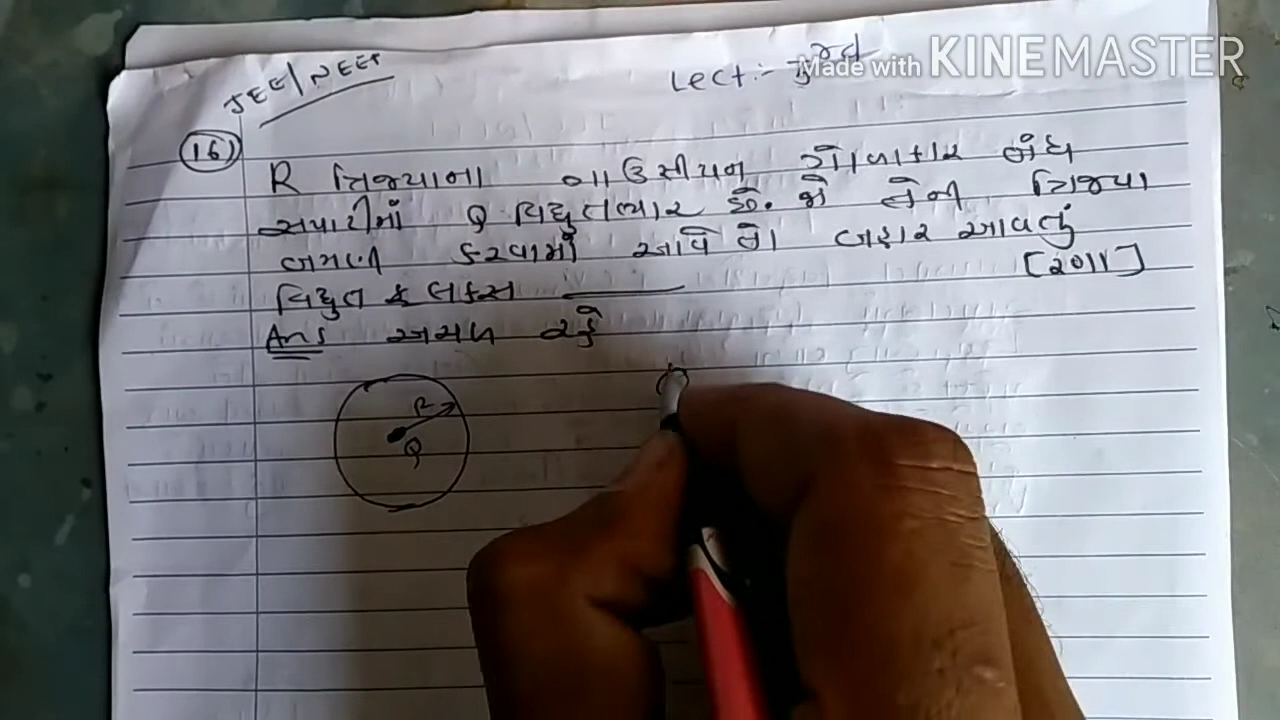 Made with KINEMASTER
JEE/NEET
Lect:-
16)
R ત્રિજ્યાના ગાઉસીયન ગોળાકાર બંધ
સપાટીમાં Q વિદ્યુતભાર છે. જો તેની ત્રિજ્યા
બમણી કરવામાં આવે તો બહાર આવતું
વિદ્યુત ફલક્સ ______ [2011]
Ans અચળ રહે
R
Q